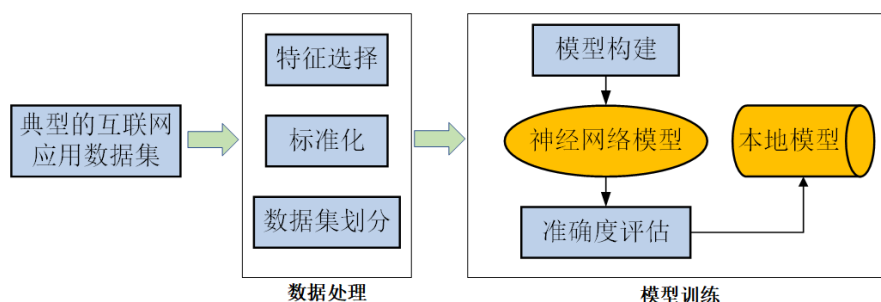 典型的互联网
应用数据集
特征选择
标准化
数据集划分
数据处理
模型构建
神经网络模型
准确度评估
本地模型
模型训练